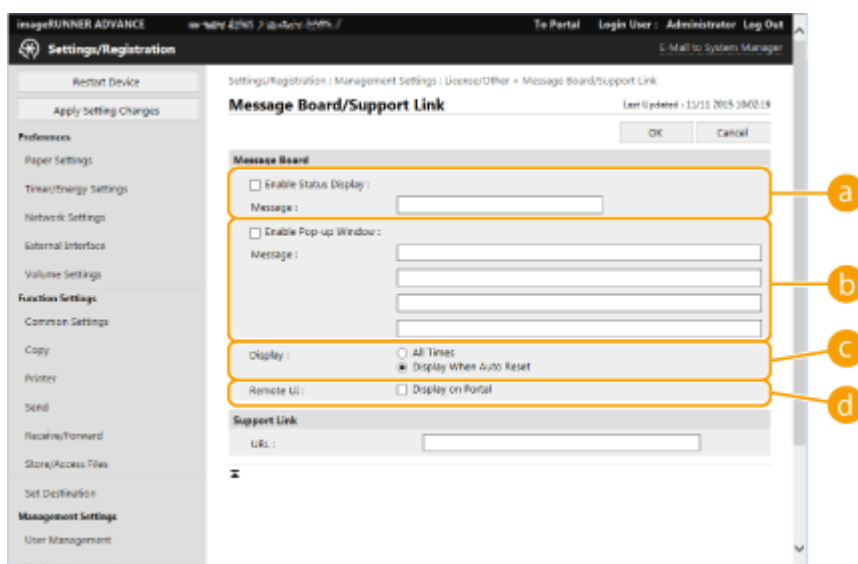 imageRUNNER ADVANCE
To Portal Login User : Administrator Log Out
Settings/Registration
E-Mail to System Manager
Restart Device
Apply Setting Changes
Preferences
Paper Settings
Timer/Energy Settings
Network Settings
External Interface
Volume Settings
Function Settings
Common Settings
Copy
Printer
Send
Receive/Forward
Store/Access Files
Set Destination
Management Settings
User Management
Settings/Registration : Management Settings : License/Other > Message Board/Support Link
Message Board/Support Link
Last Updated : 11/11 2015 10:02:19
OK Cancel
Message Board
Enable Status Display :
Message :
a
Enable Pop-up Window :
Message :
b
Display :
All Times
Display When Auto Reset
c
Remote UI :
Display on Portal
d
Support Link
URL :